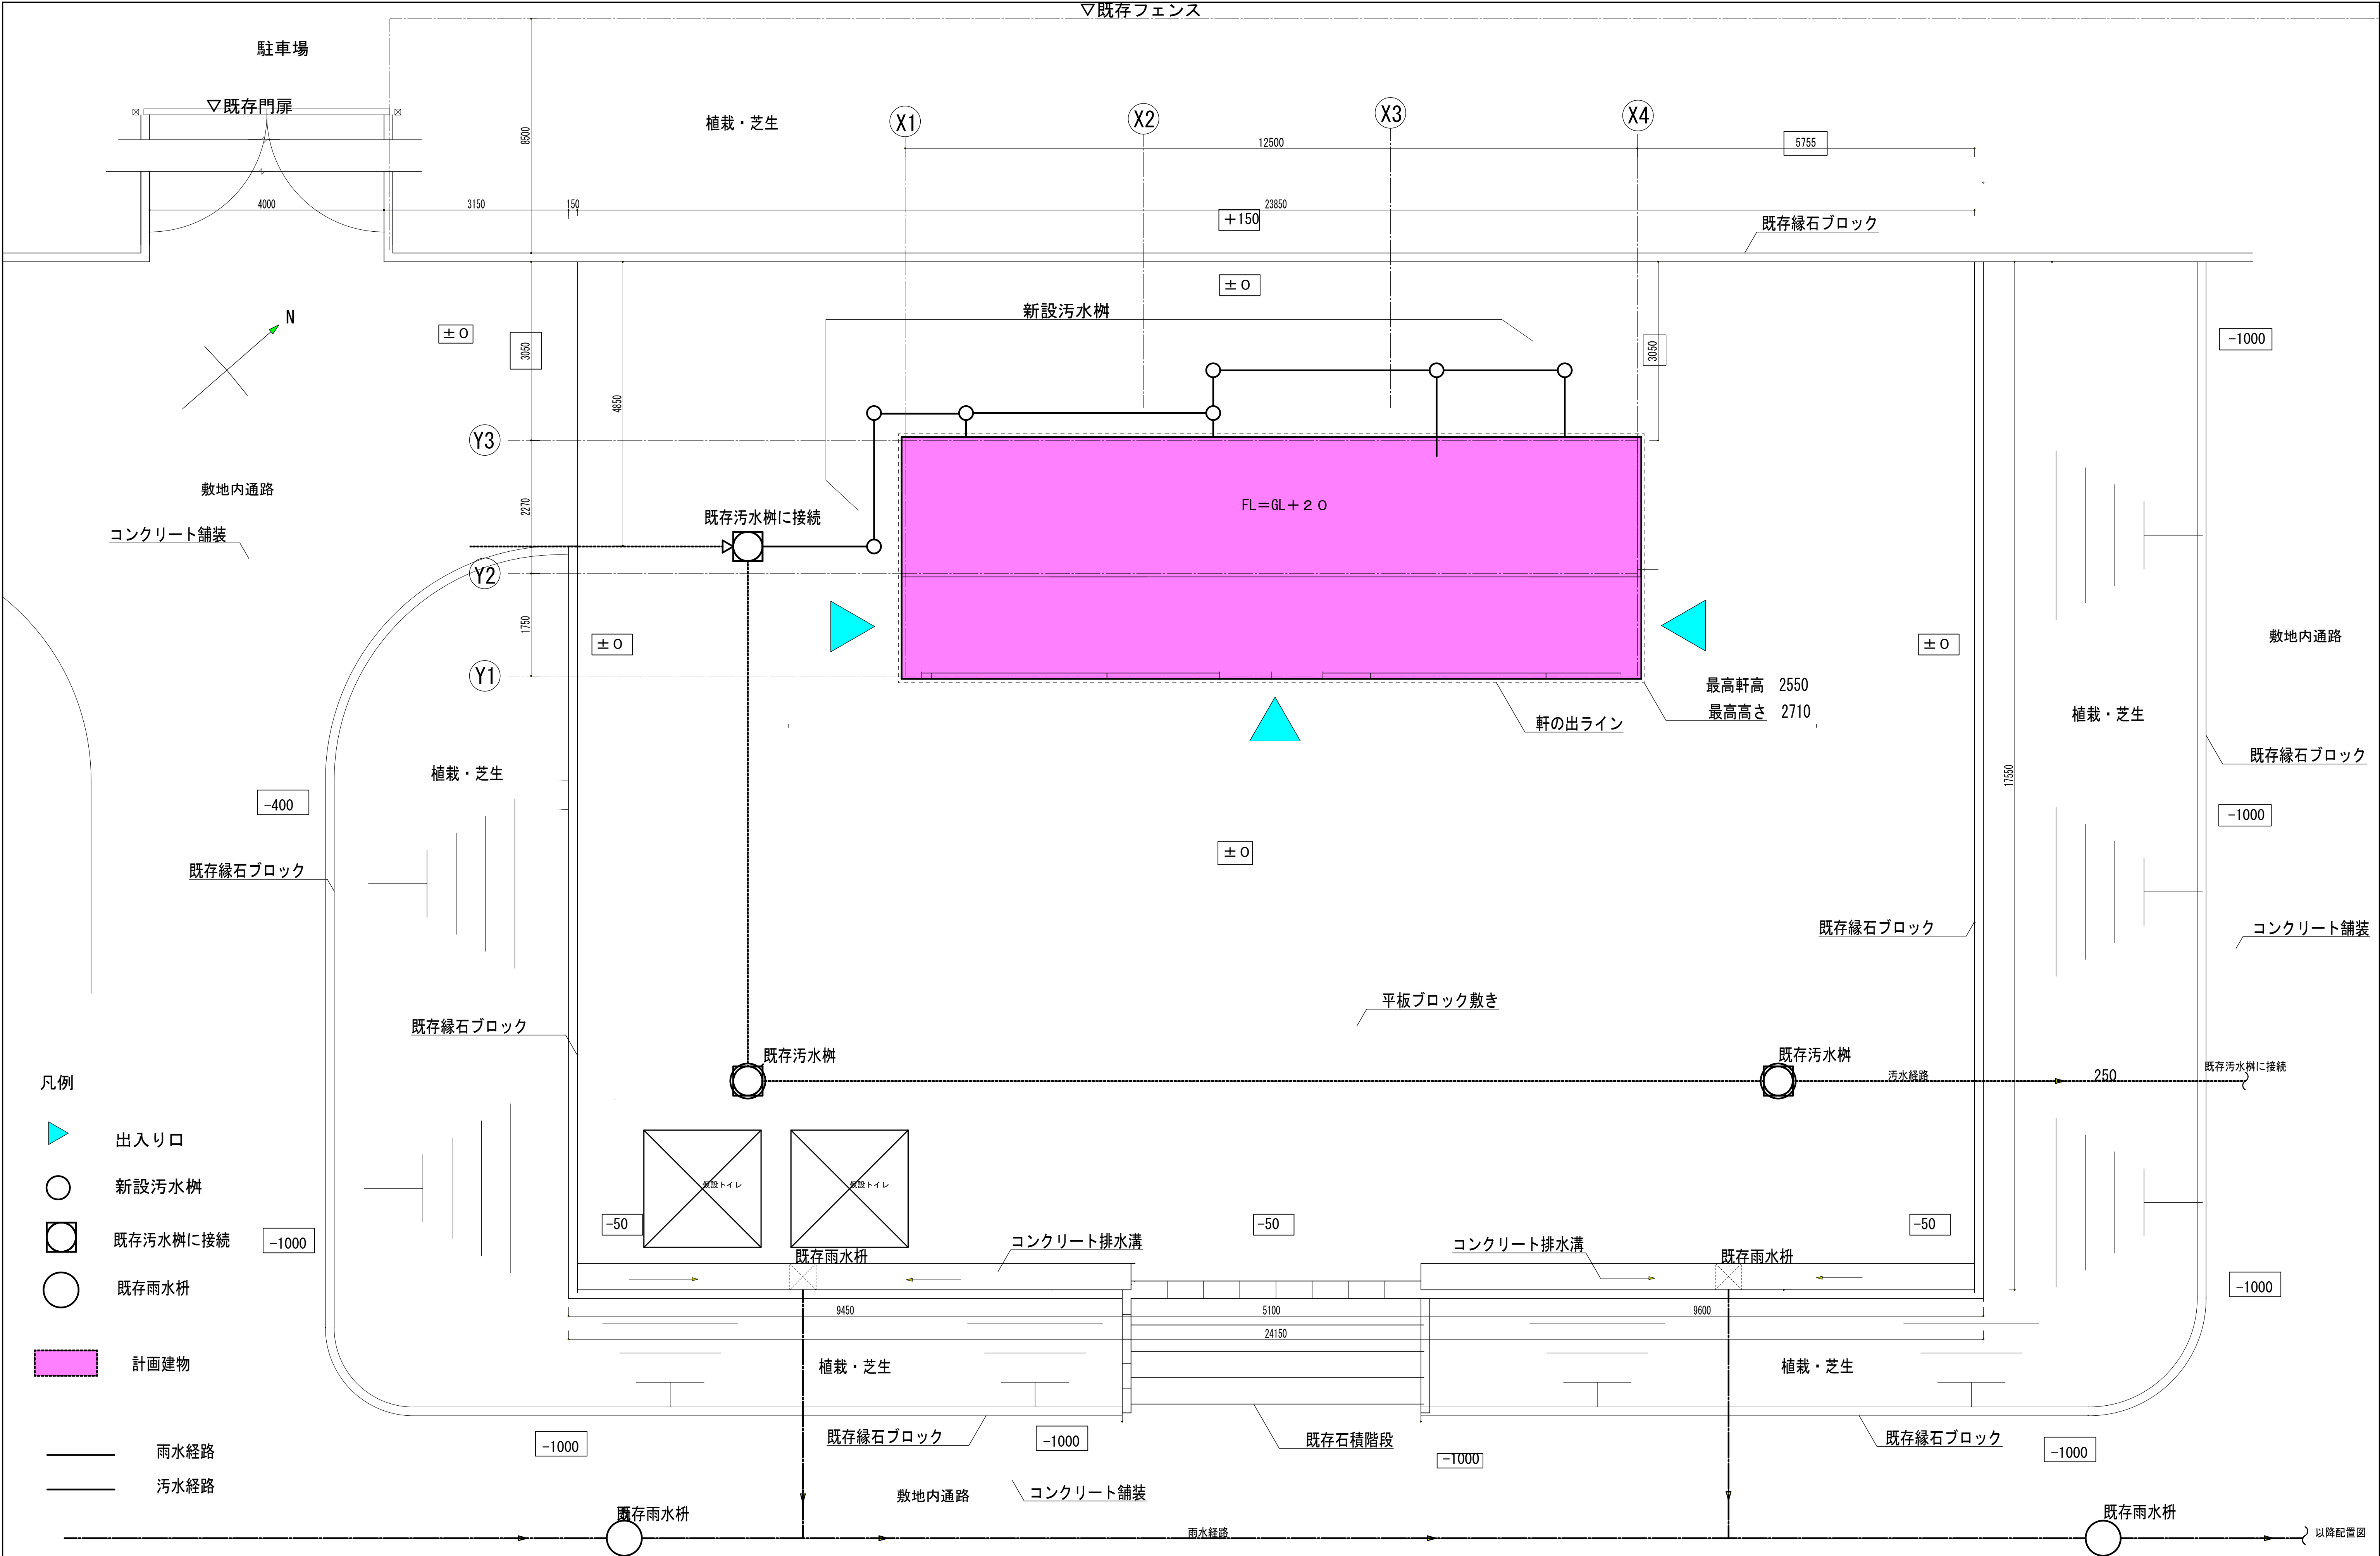 ▽既存フェンス
駐車場
▽既存門扉
植栽・芝生
X1
X2
X3
X4
8500
12500
5755
4000
3150
150
23850
+150
既存縁石ブロック
±0
N
新設汚水桝
±0
3050
3050
-1000
4850
Y3
敷地内通路
2270
FL=GL+20
既存汚水桝に接続
コンクリート舗装
Y2
1750
±0
±0
敷地内通路
Y1
最高軒高 2550
最高高さ 2710
軒の出ライン
植栽・芝生
既存縁石ブロック
植栽・芝生
17550
-400
-1000
±0
既存縁石ブロック
既存縁石ブロック
コンクリート舗装
平板ブロック敷き
既存縁石ブロック
既存汚水桝
既存汚水桝
汚水経路
250
既存汚水桝に接続
凡例
出入り口
新設汚水桝
既存汚水桝に接続
既存雨水枡
計画建物
雨水経路
汚水経路
仮設トイレ
仮設トイレ
-50
-50
-50
-1000
既存雨水枡
コンクリート排水溝
コンクリート排水溝
既存雨水枡
-1000
9450
5100
9600
24150
植栽・芝生
植栽・芝生
-1000
既存縁石ブロック
-1000
既存石積階段
-1000
既存縁石ブロック
-1000
敷地内通路
コンクリート舗装
既存雨水枡
雨水経路
既存雨水枡
以降配置図